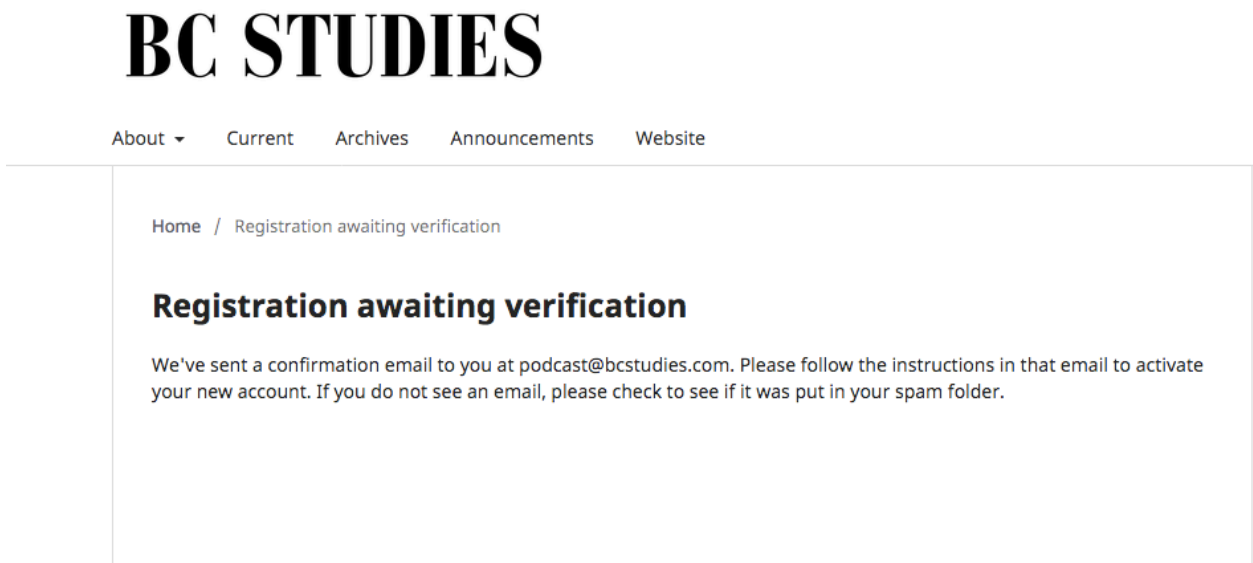 BC STUDIES
About Current Archives Announcements Website
Home / Registration awaiting verification
Registration awaiting verification
We've sent a confirmation email to you at podcast@bcstudies.com. Please follow the instructions in that email to activate
your new account. If you do not see an email, please check to see if it was put in your spam folder.